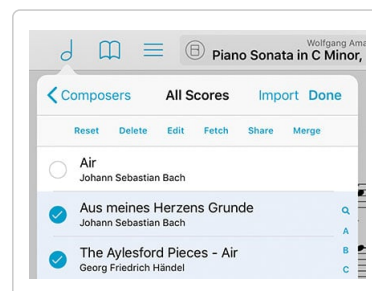 Wolfgang Ama
Piano Sonata in C Minor,
Composers All Scores Import Done
Reset Delete Edit Fetch Share Merge
Air
Johann Sebastian Bach
Aus meines Herzens Grunde
Johann Sebastian Bach
A
The Aylesford Pieces - Air
B
Georg Friedrich Händel
C